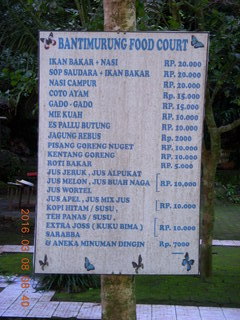 BANTIMURUNG FOOD COURT
IKAN BAKAR + NASI RP. 20.000
SOP SAUDARA + IKAN BAKAR RP. 20.000
NASI CAMPUR RP. 20.000
COTO AYAM Rp. 15.000
GADO - GADO RP. 15.000
MIE KUAH RP. 10.000
ES PALLU BUTUNG RP. 10.000
JAGUNG REBUS Rp. 2000
PISANG GORENG NUGET RP. 10.000
KENTANG GORENG RP. 10.000
ROTI BAKAR RP. 5.000
JUS JERUK , JUS ALPUKAT
JUS MELON , JUS BUAH NAGA RP. 10,000
JUS WORTEL
JUS APEL , JUS MIX JUS
KOPI HITAM / SUSU , RP. 10.000
TEH PANAS / SUSU ,
EXTRA JOSS ( KUKU BIMA ) RP. 10.000
SARABBA
& ANEKA MINUMAN DINGIN Rp. 7000
2016 03 08